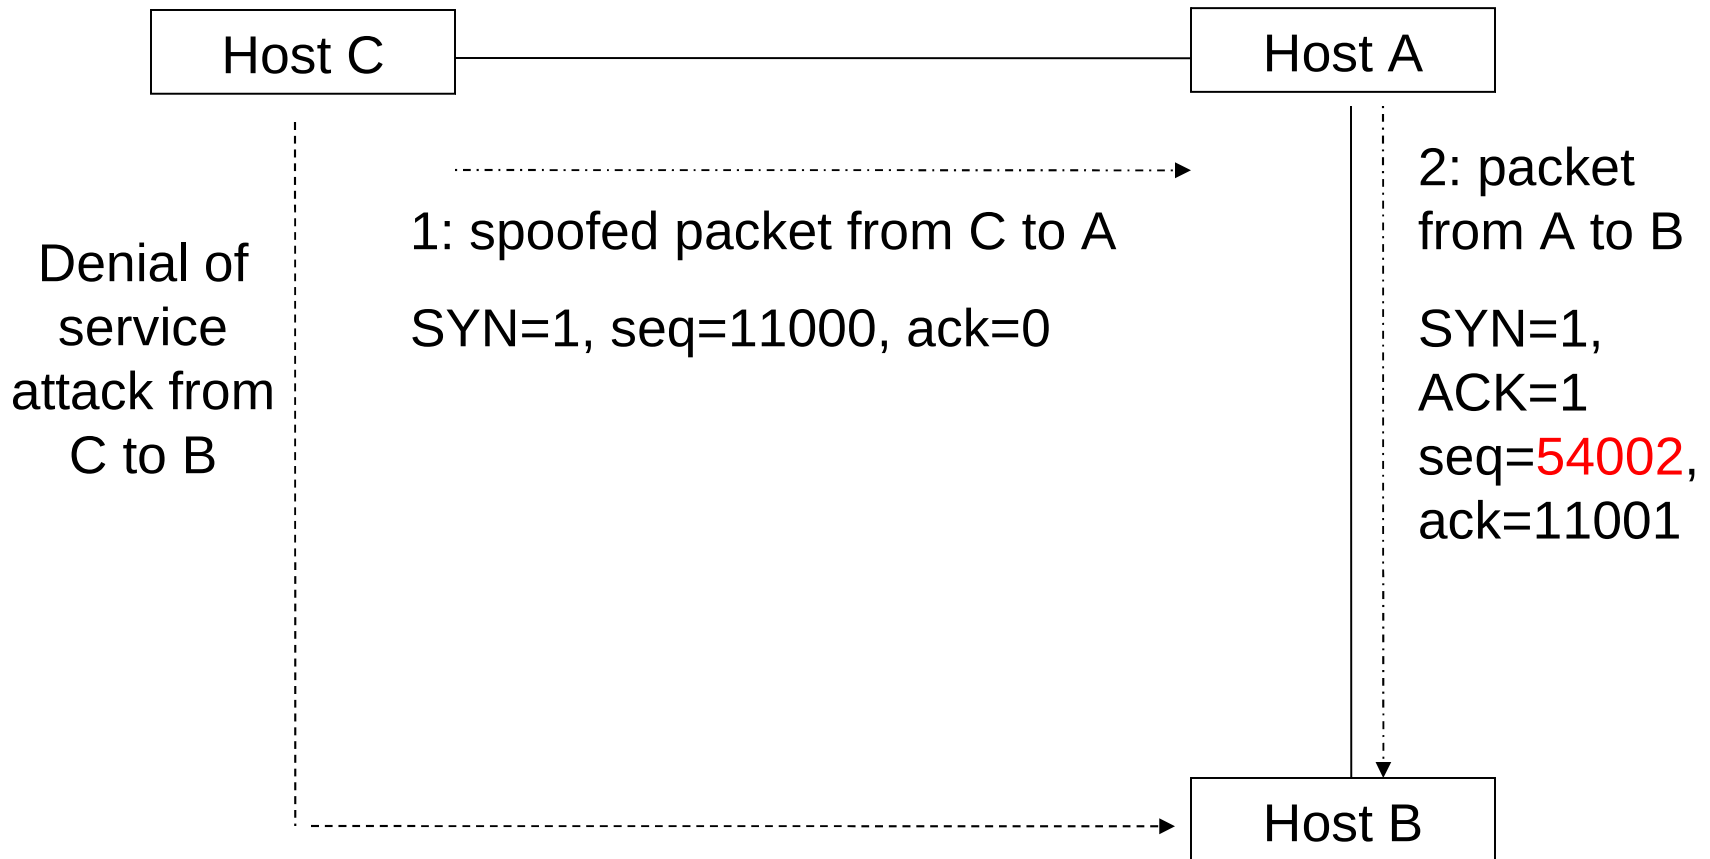 Host C
Host A
1: spoofed packet from C to A
SYN=1, seq=11000, ack=0
2: packet
from A to B
SYN=1,
ACK=1
seq=54002,
ack=11001
Denial of
service
attack from
C to B
Host B